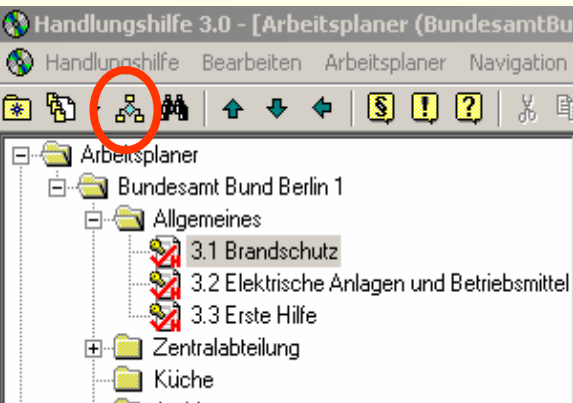 Handlungshilfe 3.0 - [Arbeitsplaner (BundesamtBu
Handlungshilfe Bearbeiten Arbeitsplaner Navigation
§ ! ?
Arbeitsplaner
Bundesamt Bund Berlin 1
Allgemeines
3.1 Brandschutz
3.2 Elektrische Anlagen und Betriebsmittel
3.3 Erste Hilfe
Zentralabteilung
Küche